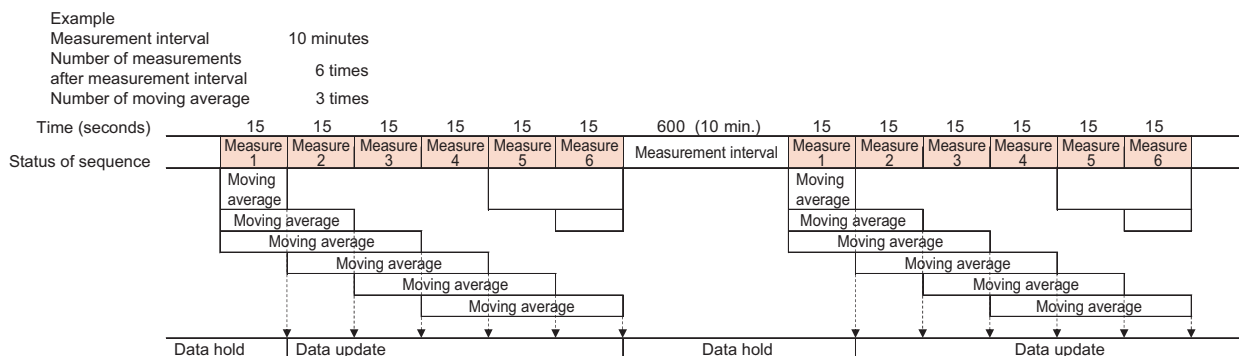 Example
Measurement interval 10 minutes
Number of measurements
after measurement interval 6 times
Number of moving average 3 times
Time (seconds) 15 15 15 15 15 15 600 (10 min.) 15 15 15 15 15 15
Status of sequence Measure 1 Measure 2 Measure 3 Measure 4 Measure 5 Measure 6 Measurement interval Measure 1 Measure 2 Measure 3 Measure 4 Measure 5 Measure 6
Moving average Moving average
Moving average Moving average
Moving average Moving average
Moving average Moving average
Moving average Moving average
Moving average Moving average
Data hold Data update Data hold Data update